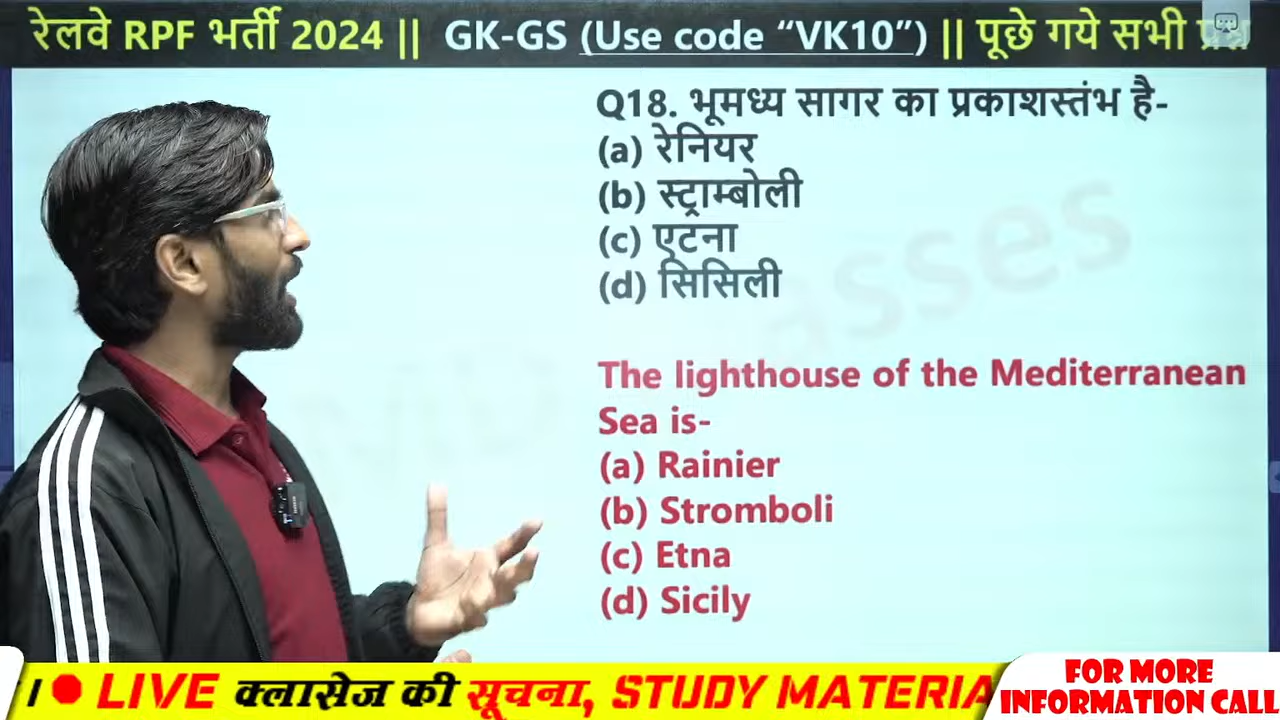 रेलवे RPF भर्ती 2024 || GK-GS (Use code “VK10”) || पूछे गये सभी
Q18. भूमध्य सागर का प्रकाशस्तंभ है-
(a) रेनियर
(b) स्ट्राम्बोली
(c) एटना
(d) सिसिली
The lighthouse of the Mediterranean
Sea is-
(a) Rainier
(b) Stromboli
(c) Etna
(d) Sicily
LIVE क्लासेज की सूचना, STUDY MATERIA
FOR MORE
INFORMATION CALL